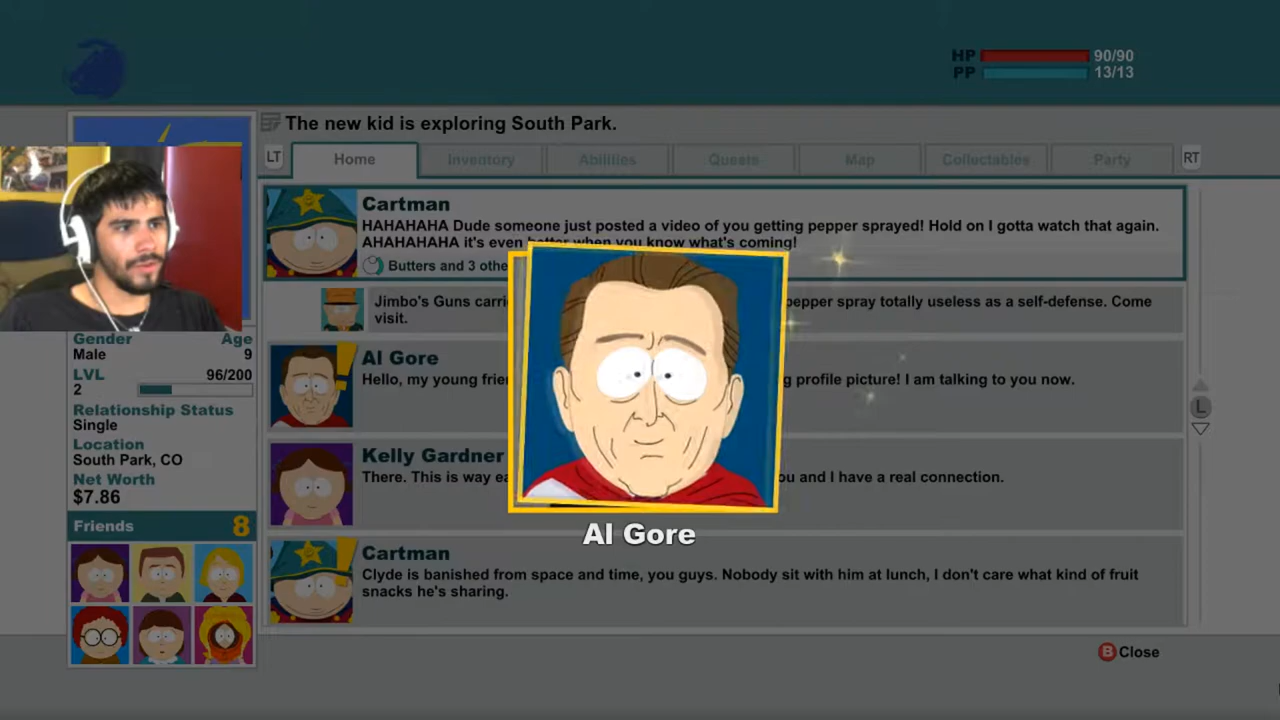 HP 90/90
PP 13/13
The new kid is exploring South Park.
LT Home Inventory Abilities Quests Map Collectables Party RT
Cartman
HAHAHAHA Dude someone just posted a video of you getting pepper sprayed! Hold on I gotta watch that again.
AHAHAHAHA it's even better when you know what's coming!
Butters and 3 othe
Jimbo's Guns carri pepper spray totally useless as a self-defense. Come
visit.
Al Gore
Hello, my young frie g profile picture! I am talking to you now.
Kelly Gardner
There. This is way ea u and I have a real connection.
Cartman
Clyde is banished from space and time, you guys. Nobody sit with him at lunch, I don't care what kind of fruit
snacks he's sharing.
Gender Age
Male 9
LVL 96/200
2
Relationship Status
Single
Location
South Park, CO
Net Worth
$7.86
Friends 8
Al Gore
L
B Close